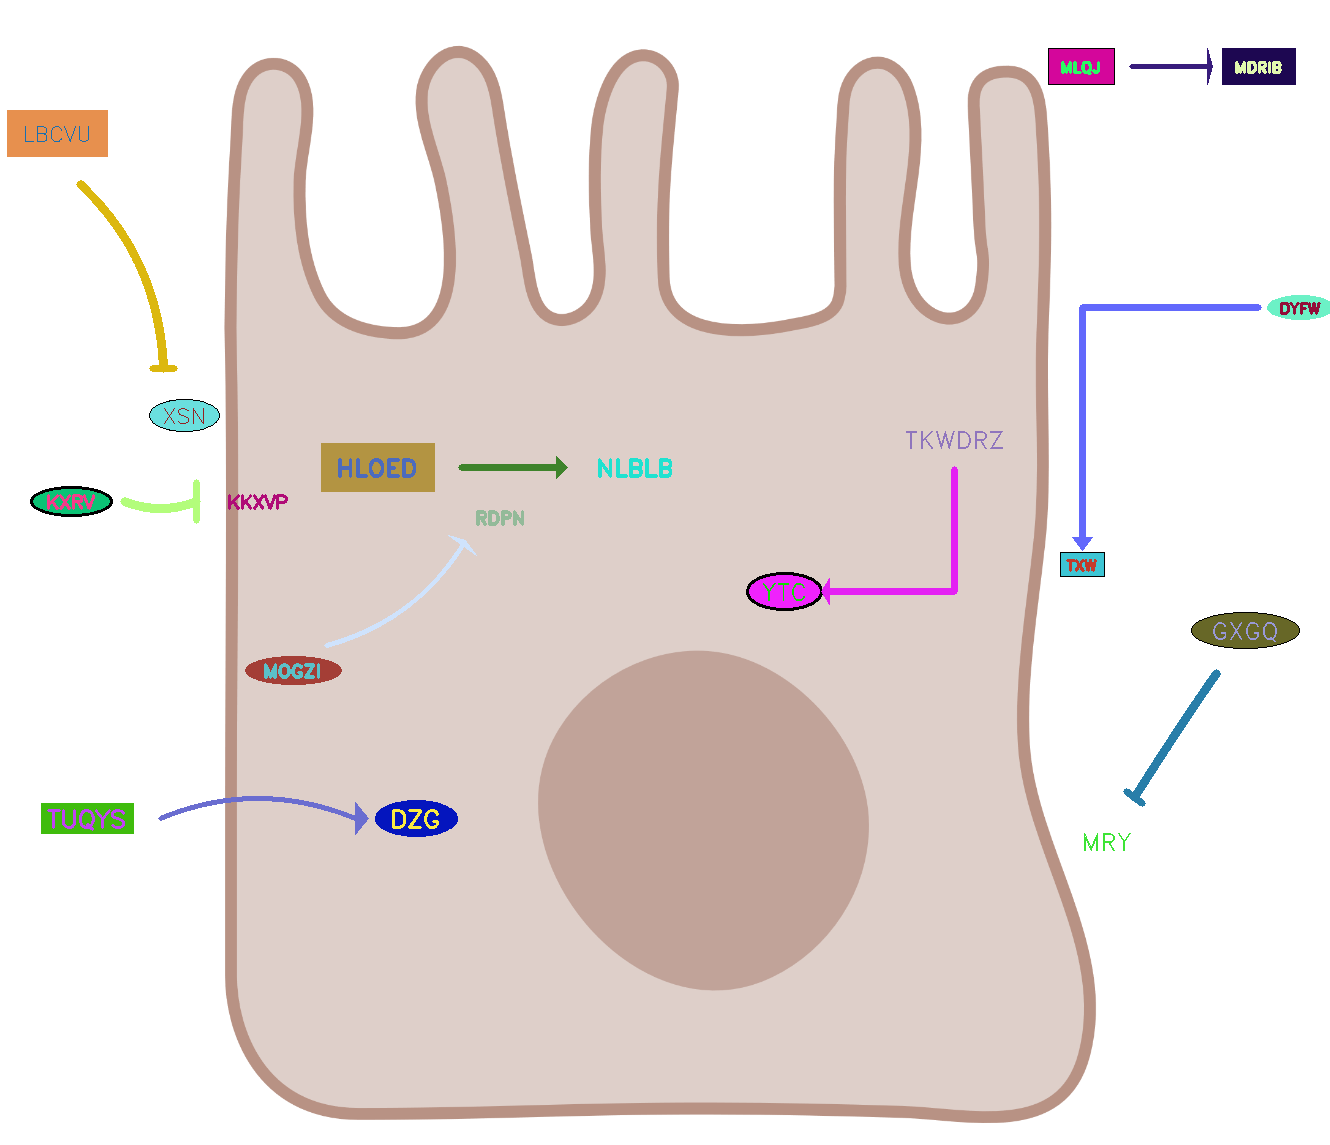 MLQJ
MDRIB
LBCVU
DYFW
XSN
TKWDRZ
HLOED
NLBLB
KXRV
KKXVP
RDPN
TXW
YTC
GXGQ
MOGZI
TUQYS
DZG
MRY